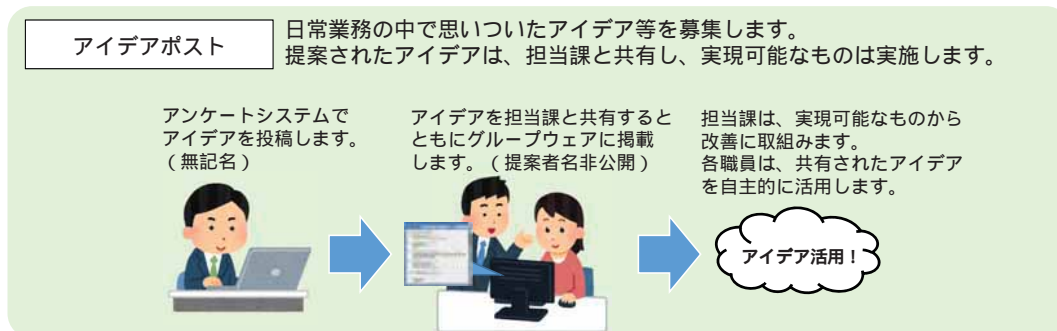 アイデアポスト
日常業務の中で思いついたアイデア等を募集します。
提案されたアイデアは、担当課と共有し、実現可能なものは実施します。
アンケートシステムで
アイデアを投稿します。
（無記名）
アイデアを担当課と共有すると
ともにグループウェアに掲載
します。（提案者名非公開）
担当課は、実現可能なものから
改善に取組みます。
各職員は、共有されたアイデア
を自主的に活用します。
アイデア活用！